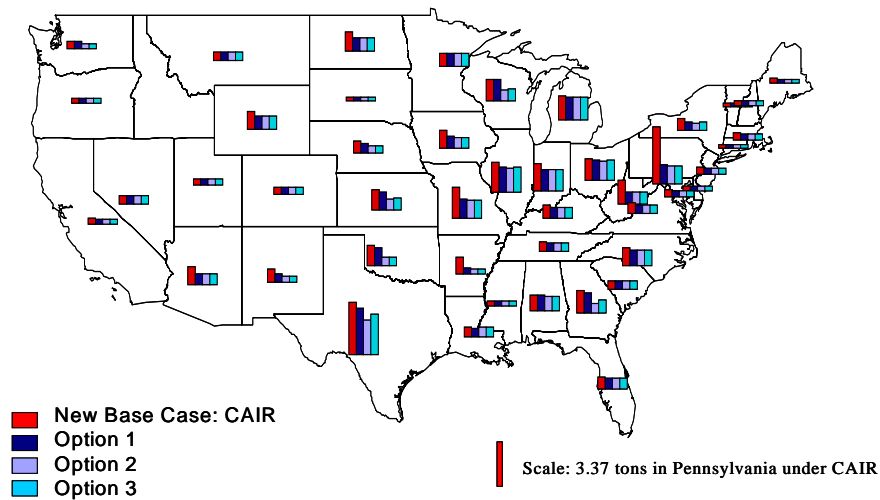 New Base Case: CAIR
Option 1
Option 2
Option 3
Scale: 3.37 tons in Pennsylvania under CAIR